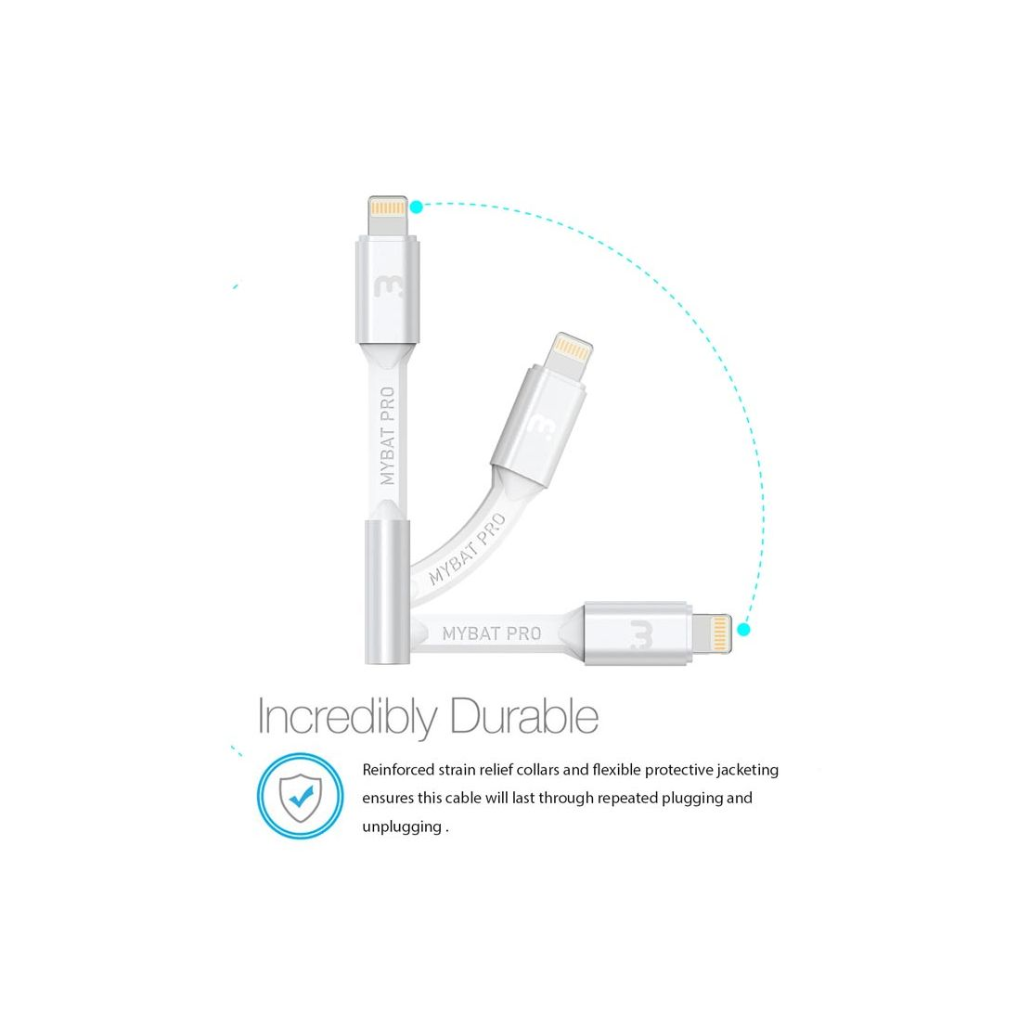 MYBAT PRO
MYBAT PRO
MYBAT PRO
Incredibly Durable
Reinforced strain relief collars and flexible protective jacketing
ensures this cable will last through repeated plugging and
unplugging .